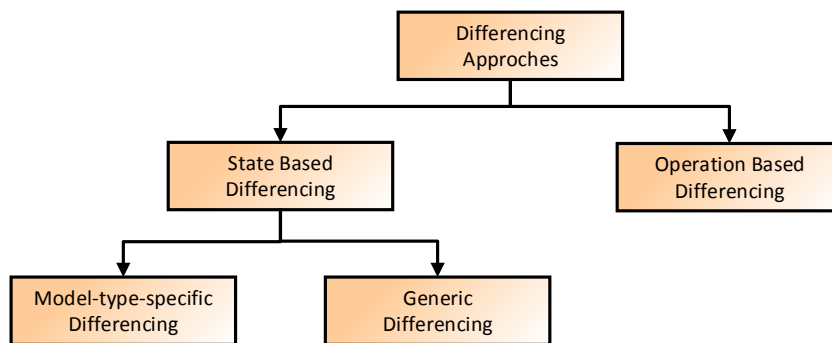 Differencing
Approches
State Based
Differencing
Operation Based
Differencing
Model-type-specific
Differencing
Generic
Differencing